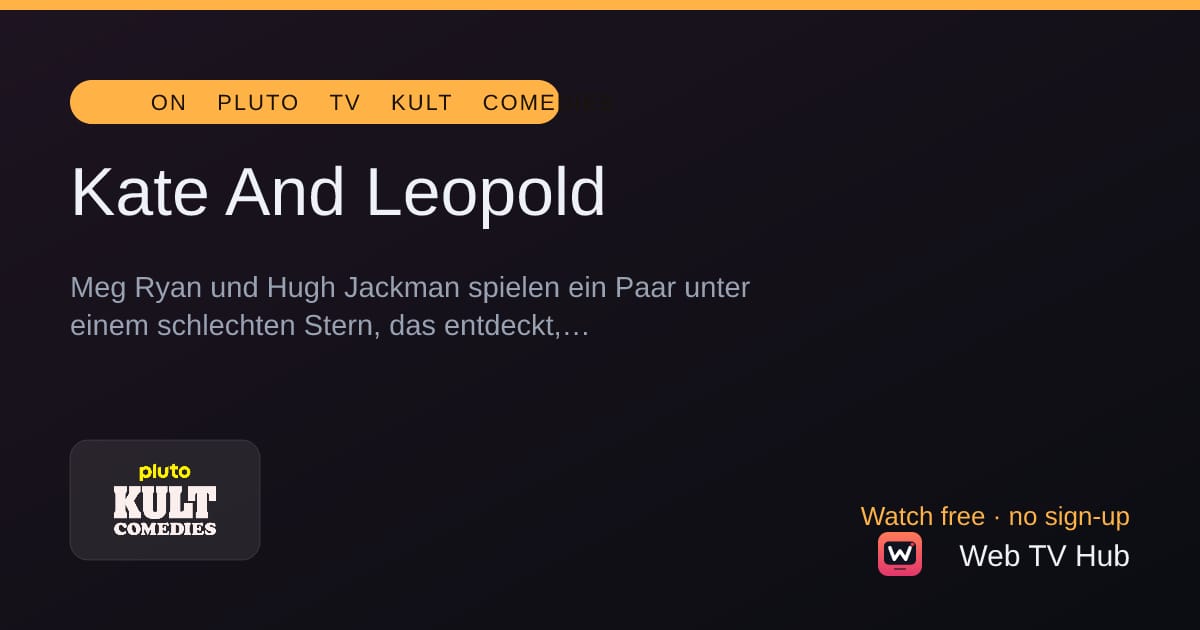 ON PLUTO TV KULT COMEDIES
Kate And Leopold
Meg Ryan und Hugh Jackman spielen ein Paar unter
einem schlechten Stern, das entdeckt,…
pluto
KULT
COMEDIES
Watch free · no sign-up
W
Web TV Hub